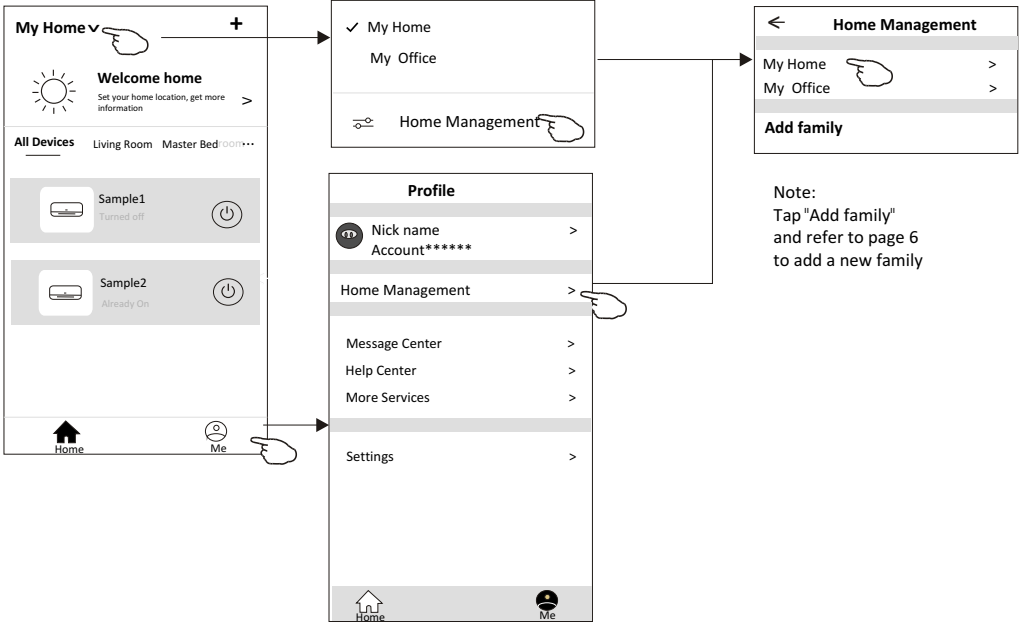 My Home
+
Welcome home
Set your home location, get more
information
>
All Devices Living Room Master Bedroom ...
Sample1
Turned off
Sample2
Already On
Home
Me
✓ My Home
My Office
Home Management
Profile
Nick name >
Account******
Home Management >
Message Center >
Help Center >
More Services >
Settings >
Home
Me
← Home Management
My Home >
My Office >
Add family
Note:
Tap "Add family"
and refer to page 6
to add a new family